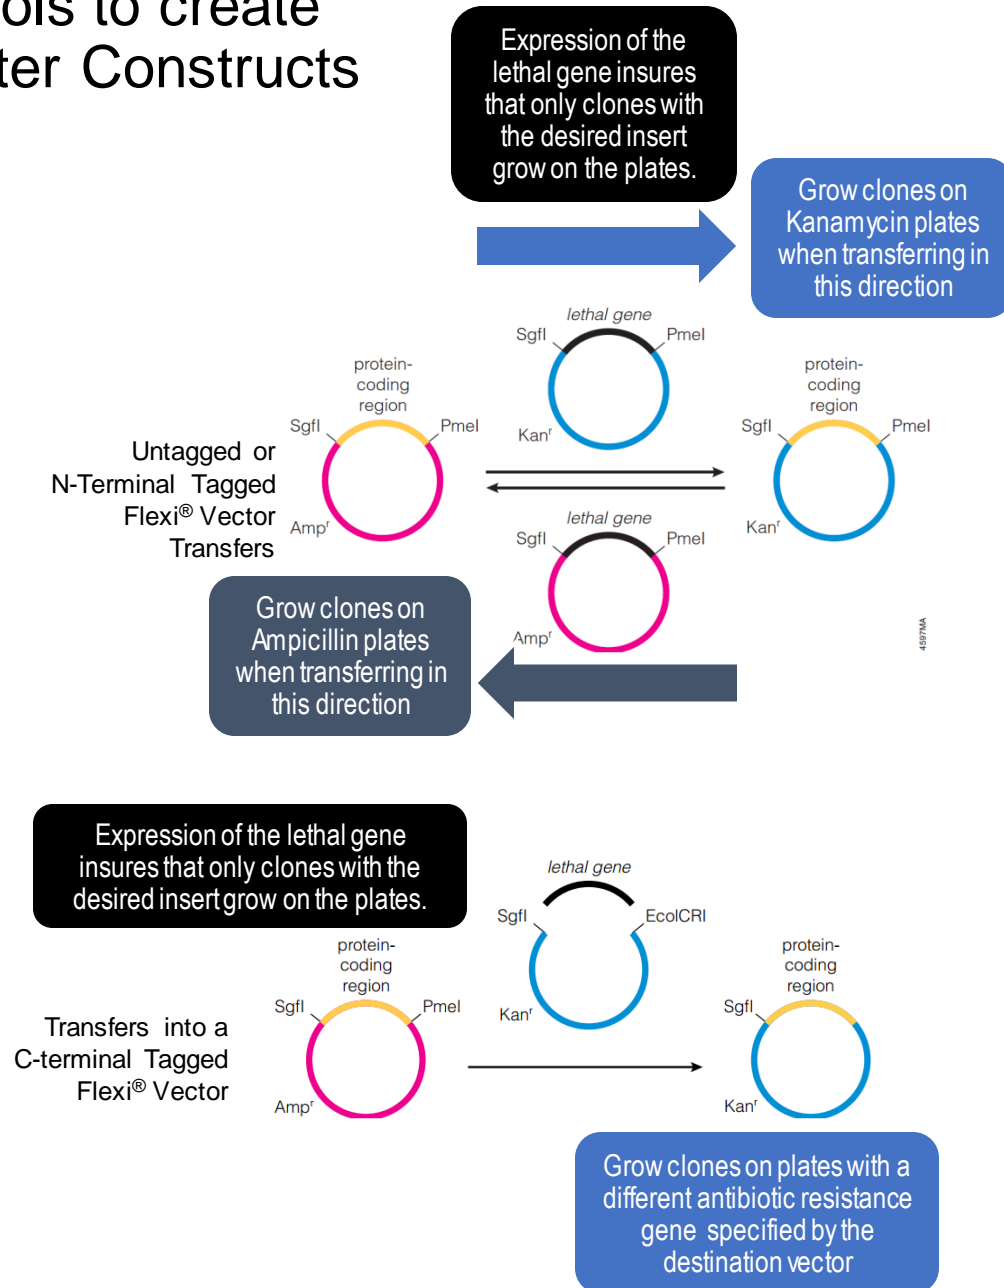 ols to create
ter Constructs
Expression of the
lethal gene insures
that only clones with
the desired insert
grow on the plates.
Grow clones on
Kanamycin plates
when transferring in
this direction
lethal gene
SgfI
PmeI
Kanʳ
protein-
coding
region
SgfI
PmeI
Ampʳ
protein-
coding
region
SgfI
PmeI
Kanʳ
Untagged or
N-Terminal Tagged
Flexi® Vector
Transfers
lethal gene
SgfI
PmeI
Ampʳ
4597MA
Grow clones on
Ampicillin plates
when transferring in
this direction
Expression of the lethal gene
insures that only clones with the
desired insert grow on the plates.
lethal gene
SgfI
EcoICRI
Kanʳ
protein-
coding
region
SgfI
PmeI
Ampʳ
protein-
coding
region
SgfI
Kanʳ
Transfers into a
C-terminal Tagged
Flexi® Vector
Grow clones on plates with a
different antibiotic resistance
gene specified by the
destination vector